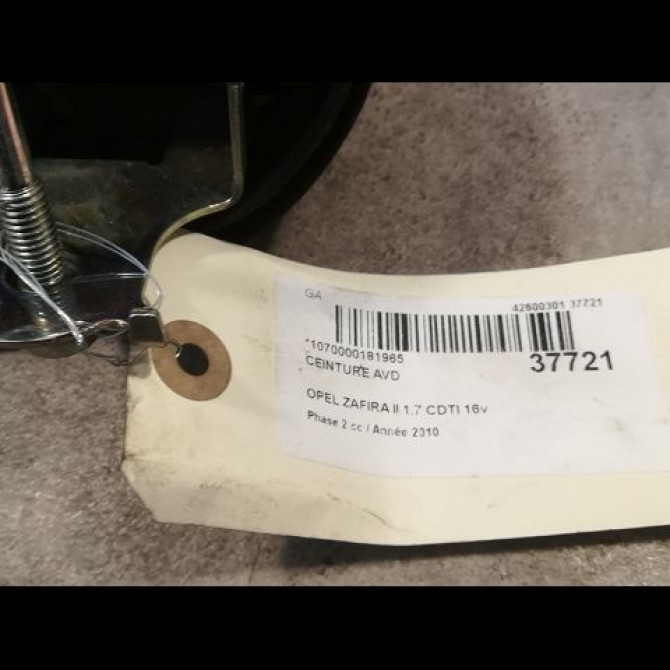 GA
42600301 37721
*1070000181965
37721
CEINTURE AVD
OPEL ZAFIRA II 1.7 CDTI 16v
Phase 2 cc / Année 2010